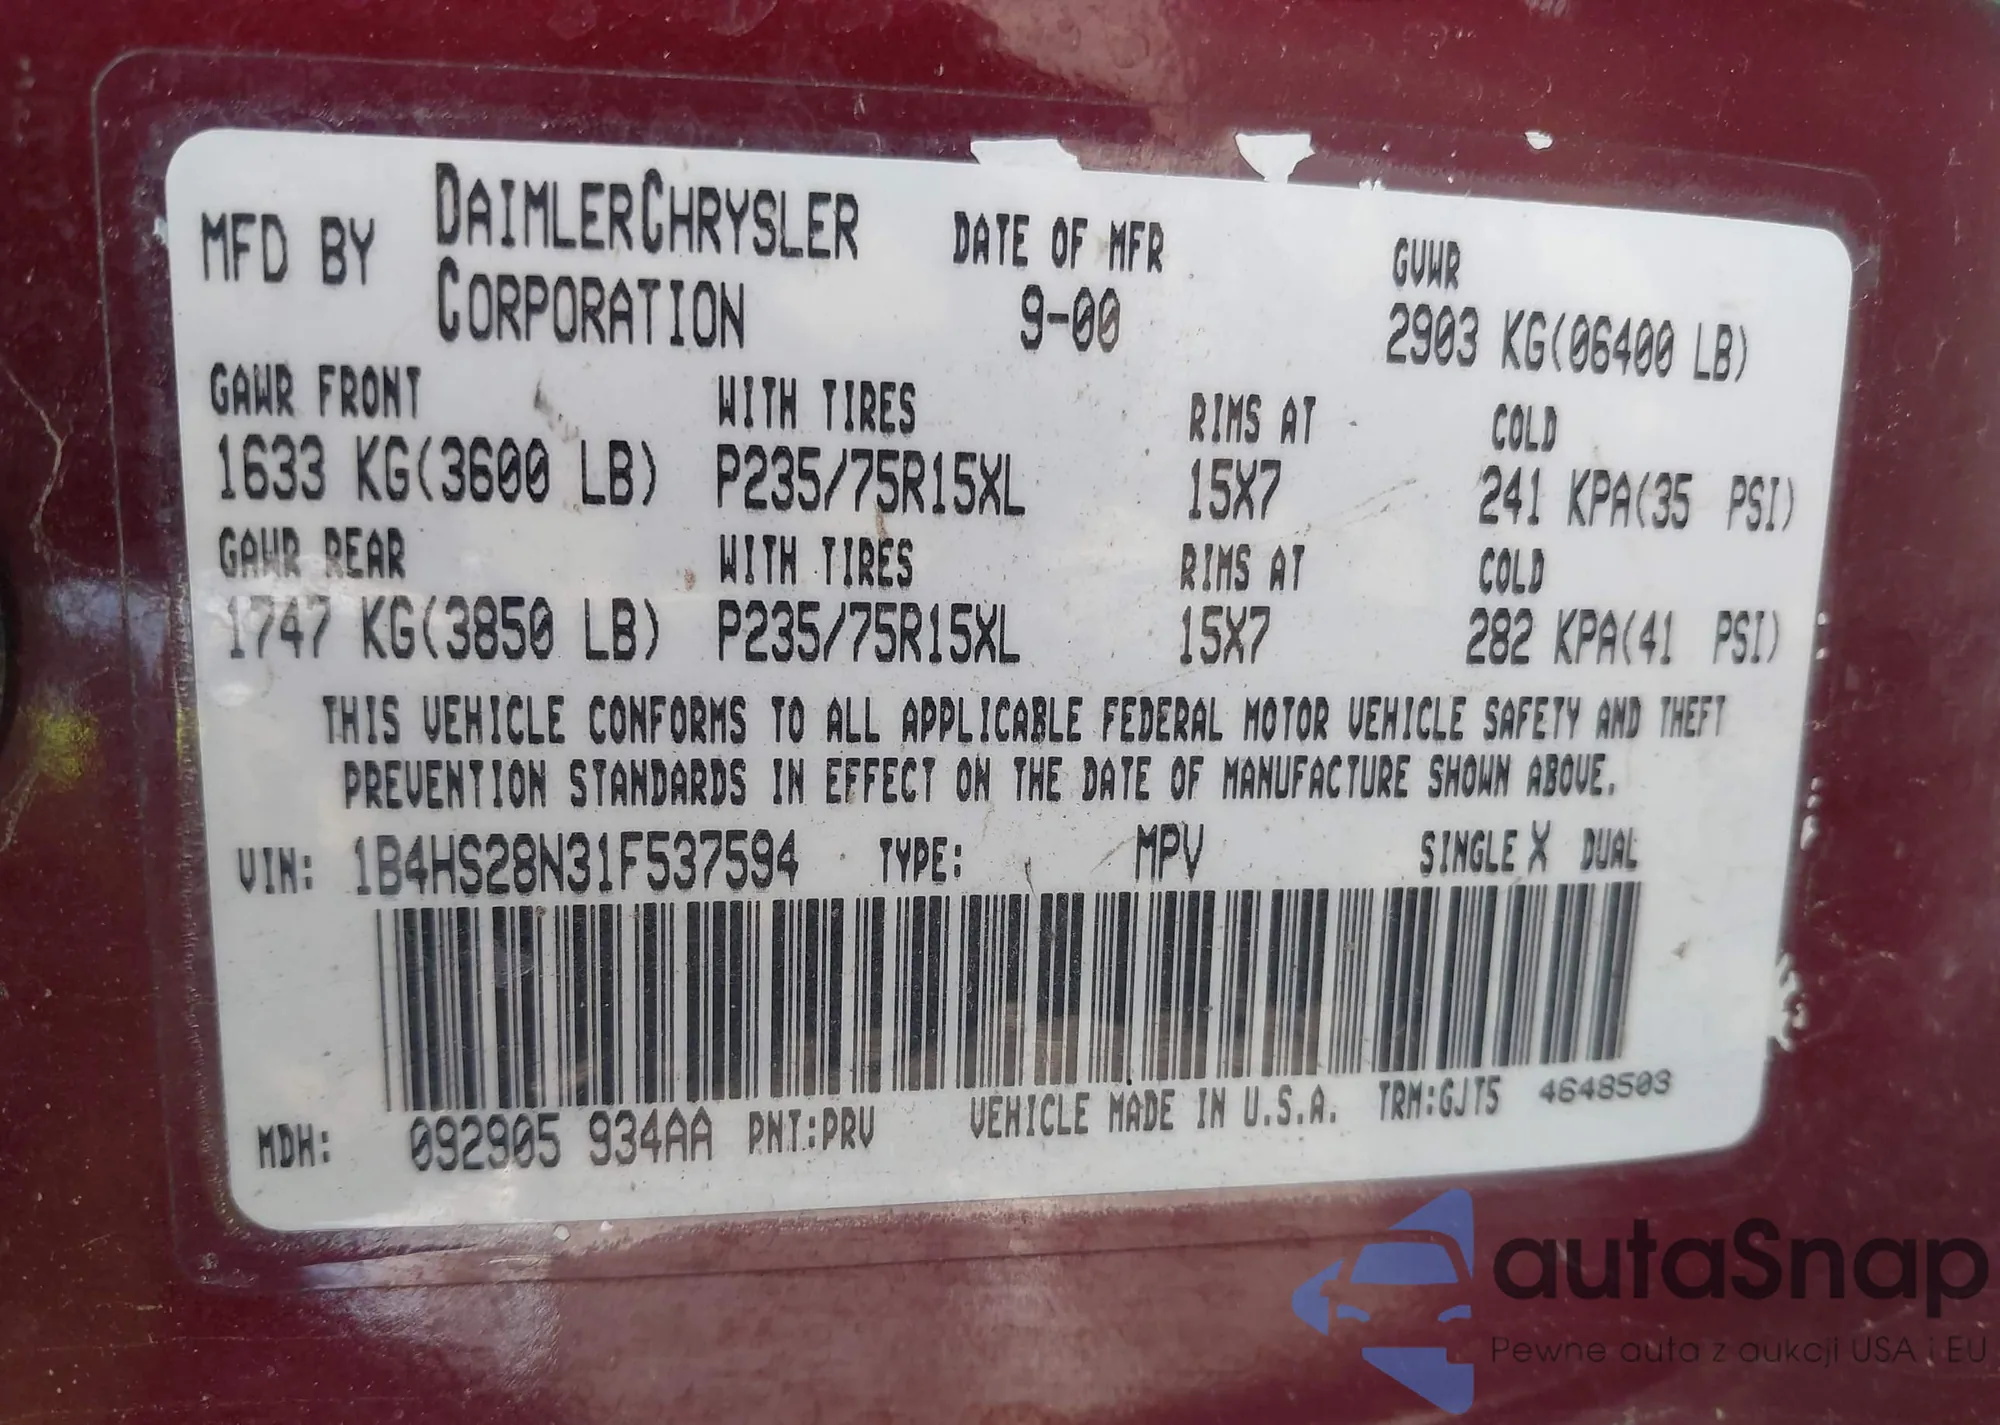 MFD BY DAIMLERCHRYSLER CORPORATION DATE OF MFR 9-00 GVWR 2903 KG(06400 LB)
GAWR FRONT WITH TIRES RIMS AT COLD
1633 KG(3600 LB) P235/75R15XL 15X7 241 KPA(35 PSI)
GAWR REAR WITH TIRES RIMS AT COLD
1747 KG(3850 LB) P235/75R15XL 15X7 282 KPA(41 PSI)
THIS VEHICLE CONFORMS TO ALL APPLICABLE FEDERAL MOTOR VEHICLE SAFETY AND THEFT
PREVENTION STANDARDS IN EFFECT ON THE DATE OF MANUFACTURE SHOWN ABOVE.
VIN: 1B4HS28N31F537594 TYPE: MPV SINGLE X DUAL
MDH: 092905 934AA PNT:PRV VEHICLE MADE IN U.S.A. TRM:GJT5 4648503
autaSnap
Pewne auta z aukcji USA i EU